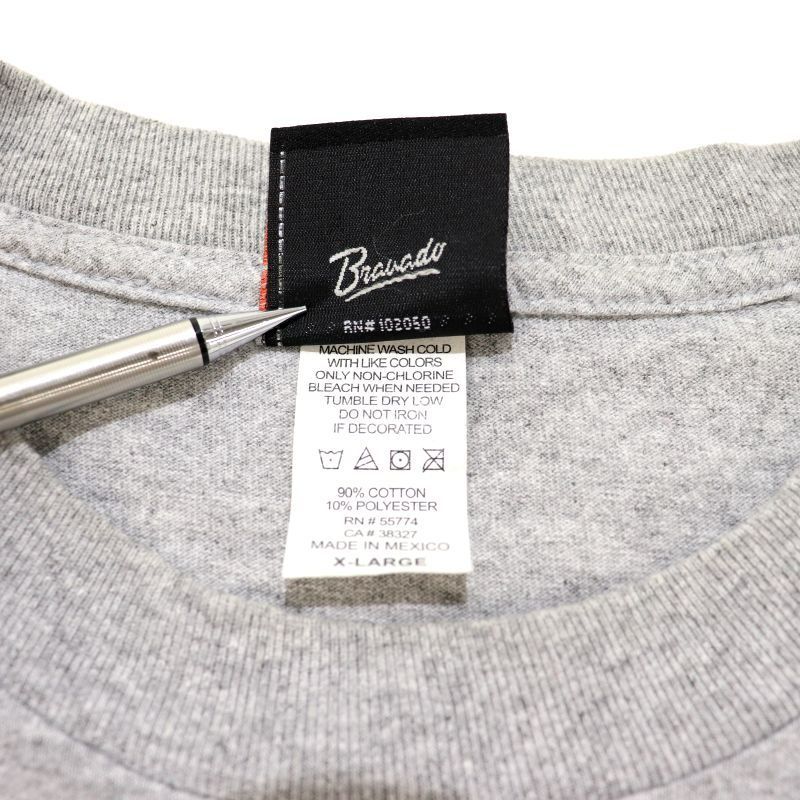 Bravado
RN#102050
MACHINE WASH COLD
WITH LIKE COLORS
ONLY NON-CHLORINE
BLEACH WHEN NEEDED
TUMBLE DRY LOW
DO NOT IRON
IF DECORATED
90% COTTON
10% POLYESTER
RN # 55774
CA # 38327
MADE IN MEXICO
X-LARGE